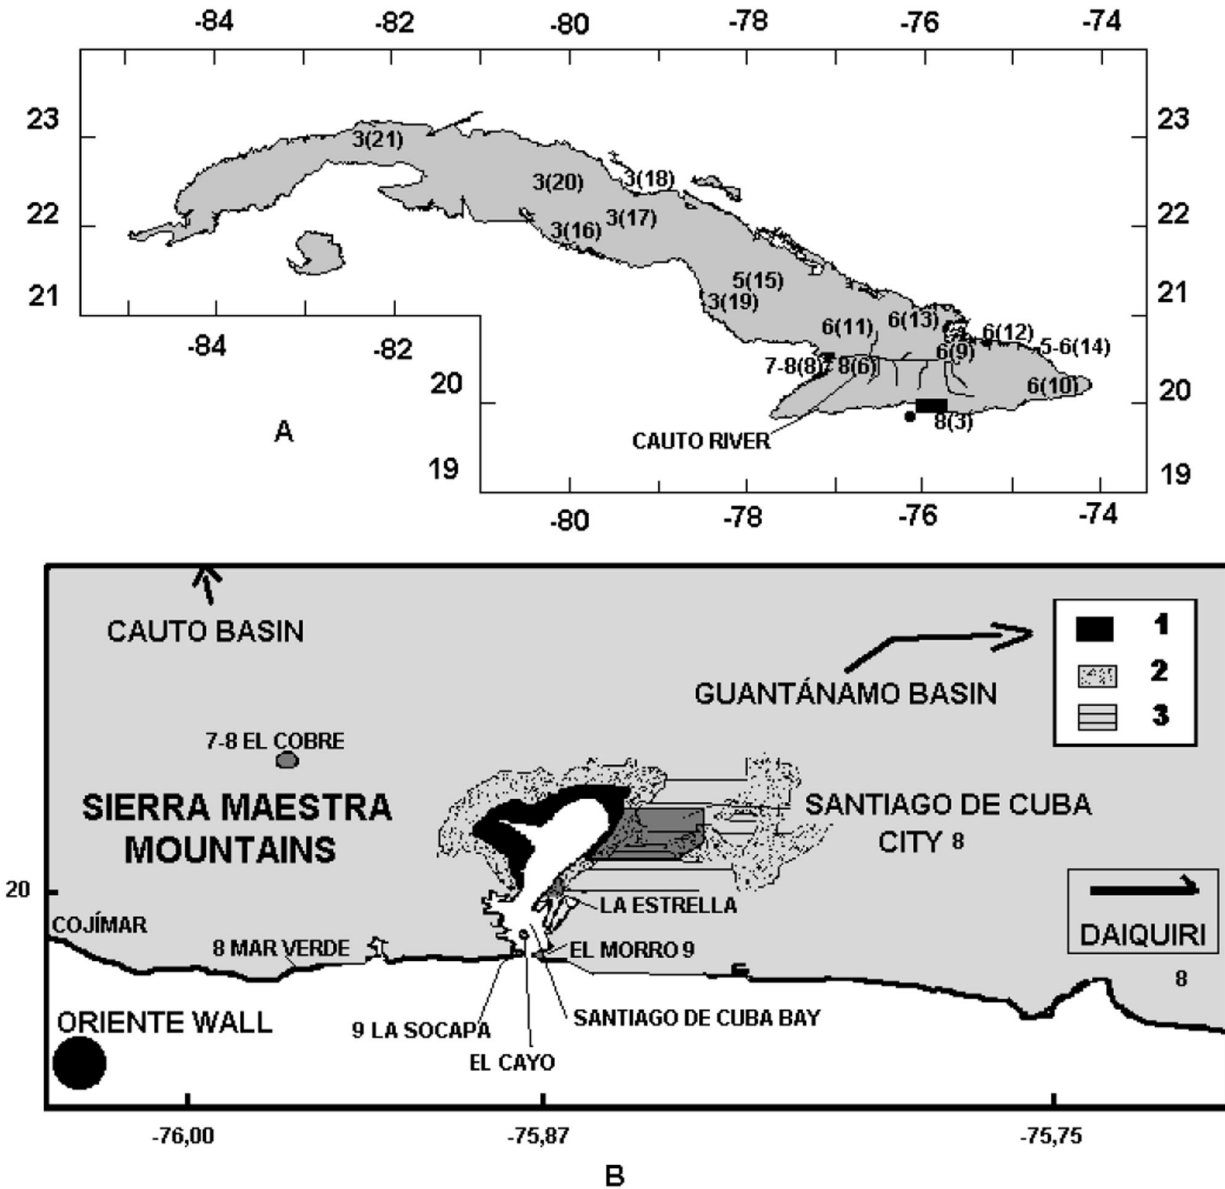 -84 -82 -80 -78 -76 -74
23 23
3(21)
3(20) 3(18)
22 3(16) 3(17) 22
21 5(15) 21
3(19)
6(11) 6(13) 6(12)
-84 -82 7-8(8) 8(6) 6(9) 5-6(14)
20 6(10) 20
8(3)
A CAUTO RIVER
19 19
-80 -78 -76 -74
CAUTO BASIN
1
GUANTÁNAMO BASIN 2
3
7-8 EL COBRE
SIERRA MAESTRA
MOUNTAINS
SANTIAGO DE CUBA
CITY 8
20
LA ESTRELLA
COJÍMAR
8 MAR VERDE EL MORRO 9 DAIQUIRI
8
ORIENTE WALL 9 LA SOCAPA SANTIAGO DE CUBA BAY
EL CAYO
-76,00 -75,87 -75,75
B